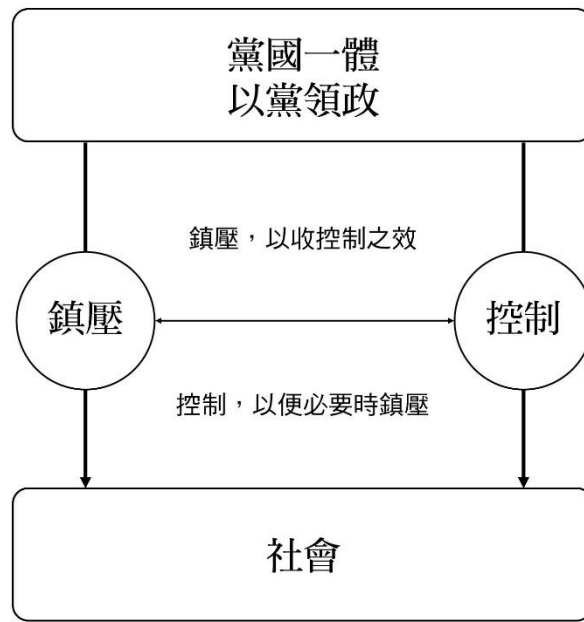 黨國一體
以黨領政
鎮壓，以收控制之效
鎮壓
控制
控制，以便必要時鎮壓
社會